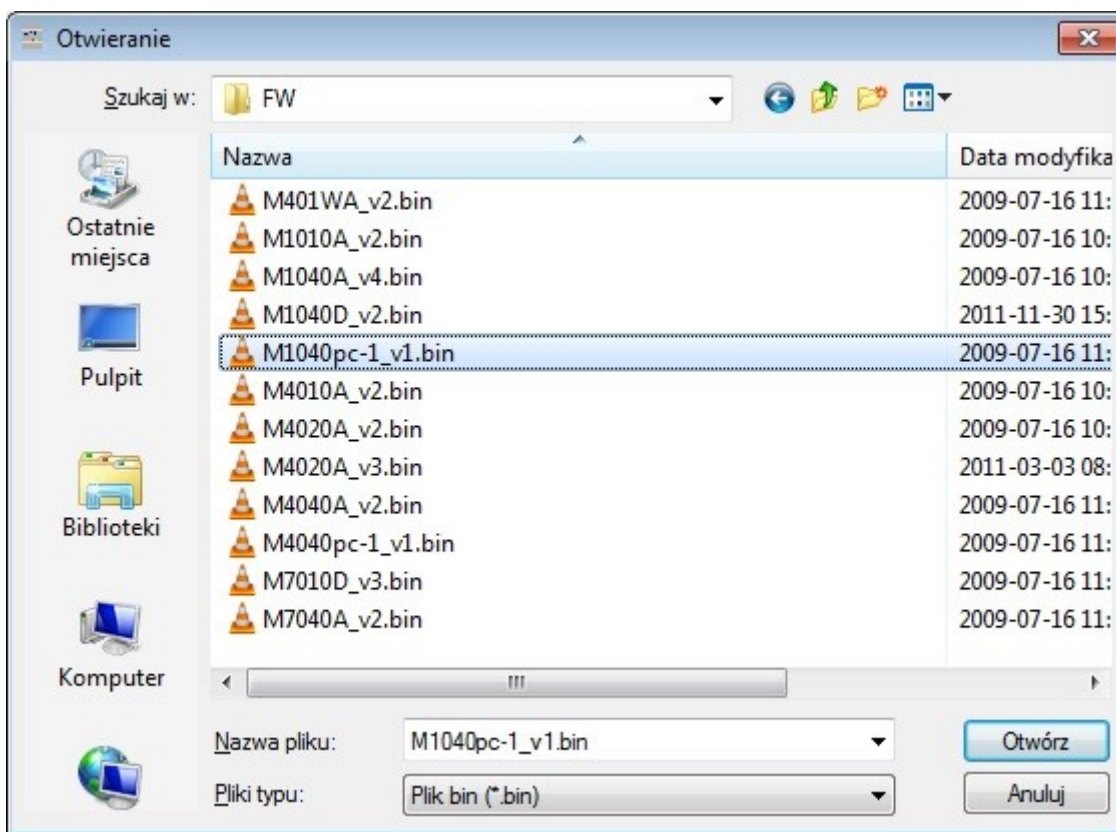 Otwieranie
Szukaj w: FW
Nazwa Data modyfika
M401WA_v2.bin 2009-07-16 11:
M1010A_v2.bin 2009-07-16 10:
M1040A_v4.bin 2009-07-16 10:
M1040D_v2.bin 2011-11-30 15:
M1040pc-1_v1.bin 2009-07-16 11:
M4010A_v2.bin 2009-07-16 10:
M4020A_v2.bin 2009-07-16 10:
M4020A_v3.bin 2011-03-03 08:
M4040A_v2.bin 2009-07-16 11:
M4040pc-1_v1.bin 2009-07-16 11:
M7010D_v3.bin 2009-07-16 11:
M7040A_v2.bin 2009-07-16 11:
Ostatnie
miejsca
Pulpit
Biblioteki
Komputer
Nazwa pliku: M1040pc-1_v1.bin Otwórz
Pliki typu: Plik bin (*.bin) Anuluj